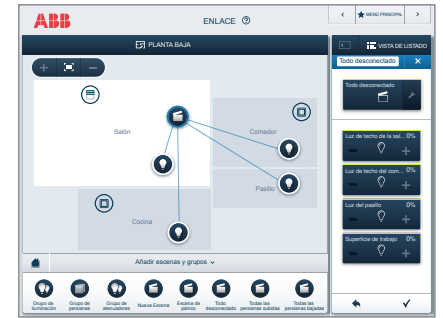 ABB
ENLACE ?
MENÚ PRINCIPAL
PLANTA BAJA
VISTA DE LISTADO
Todo desconectado
Todo desconectado
Salón
Comedor
Pasillo
Cocina
Luz de techo de la sel... 0%
Luz de techo del com... 0%
Luz del pasillo 0%
Superficie de trabajo 0%
Añadir escenas y grupos
Grupo de iluminación
Grupo de persianas
Grupo de atenuadores
Nueva Escena
Escena de pánico
Todo desconectado
Todas las persianas subidas
Todas las persianas bajadas